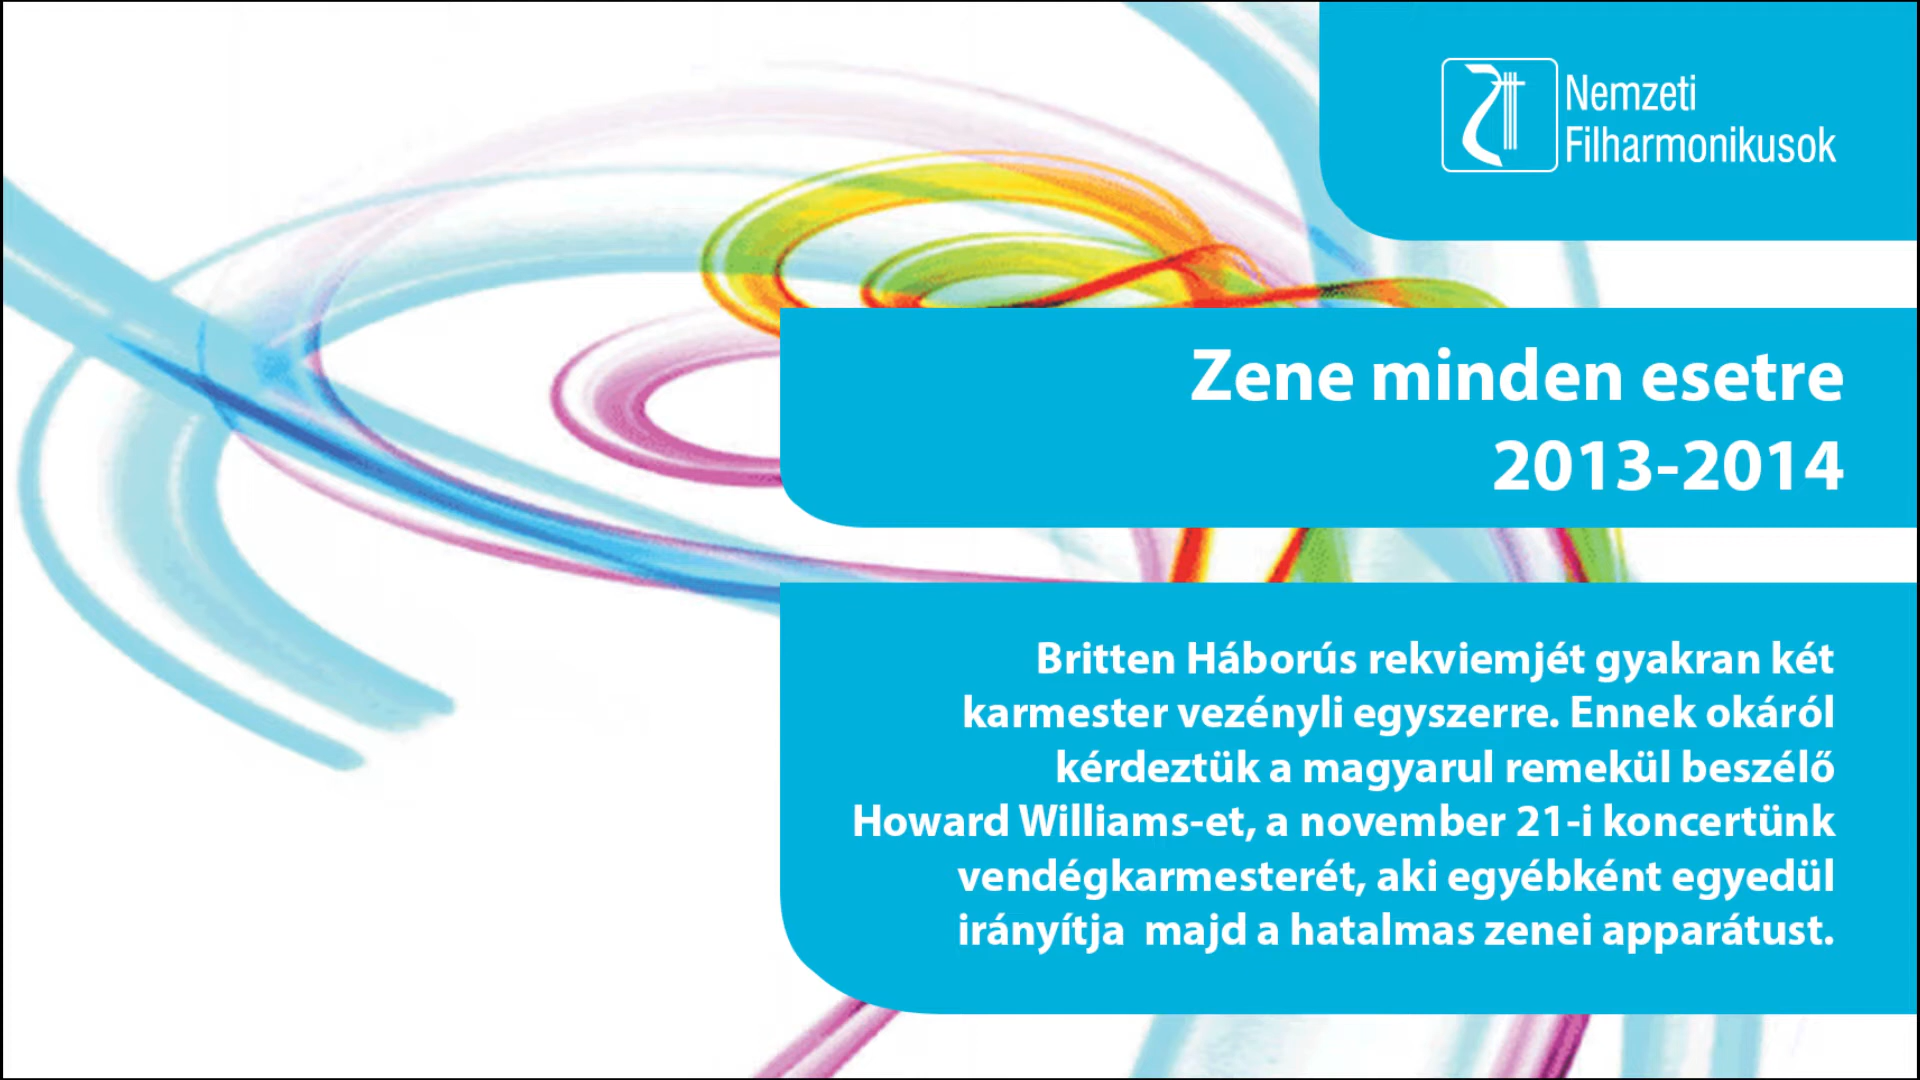 Nemzeti
Filharmonikusok
Zene minden esetre
2013-2014
Britten Háborús rekviemjét gyakran két
karmester vezényli egyszerre. Ennek okáról
kérdeztük a magyarul remekül beszélő
Howard Williams-et, a november 21-i koncertünk
vendégkarmesterét, aki egyébként egyedül
irányítja  majd a hatalmas zenei apparátust.